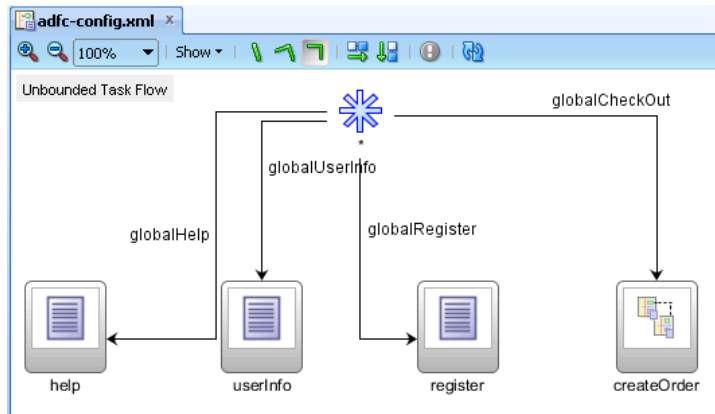 adfc-config.xml ×
100% Show
Unbounded Task Flow
globalCheckOut
*
globalUserInfo
globalHelp
globalRegister
help
userInfo
register
createOrder